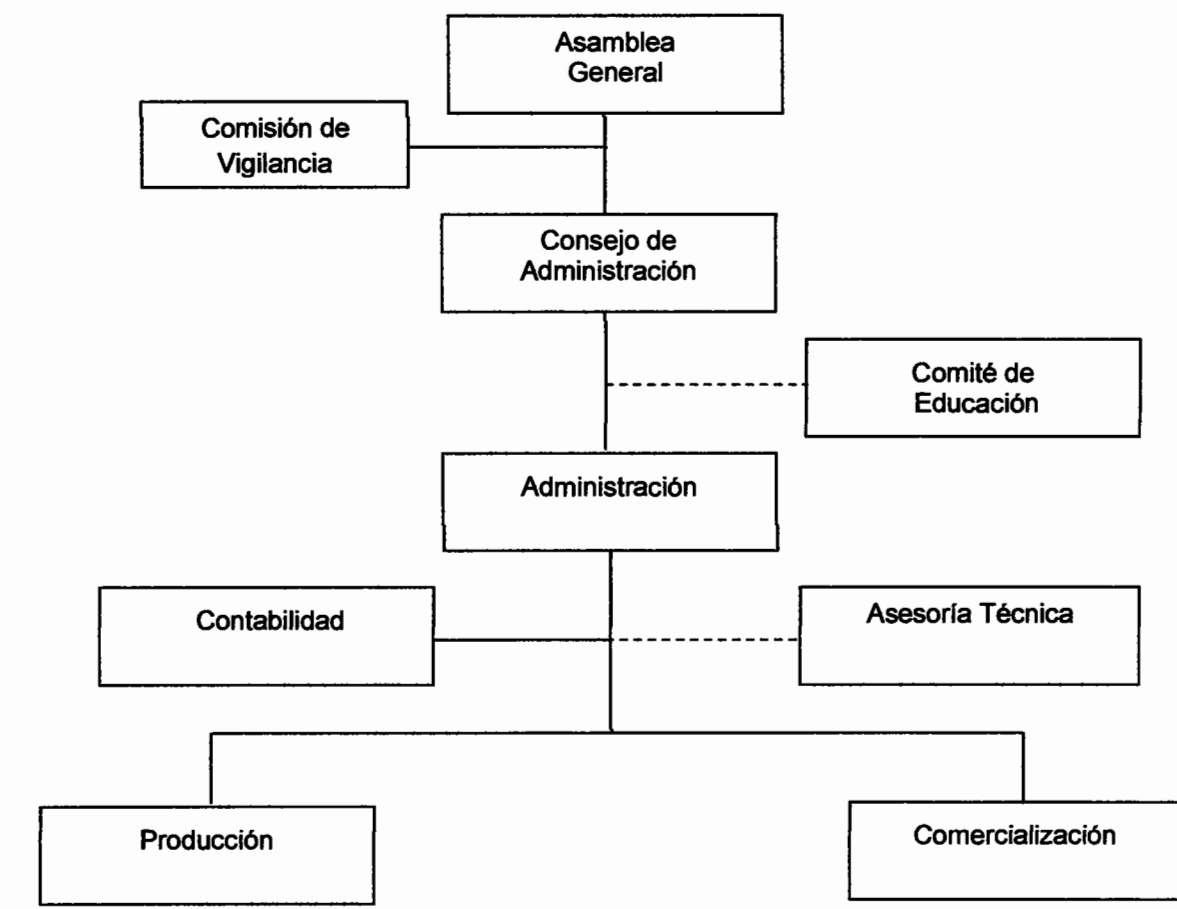 Asamblea
General
Comisión de
Vigilancia
Consejo de
Administración
Comité de
Educación
Administración
Contabilidad
Asesoría Técnica
Producción
Comercialización